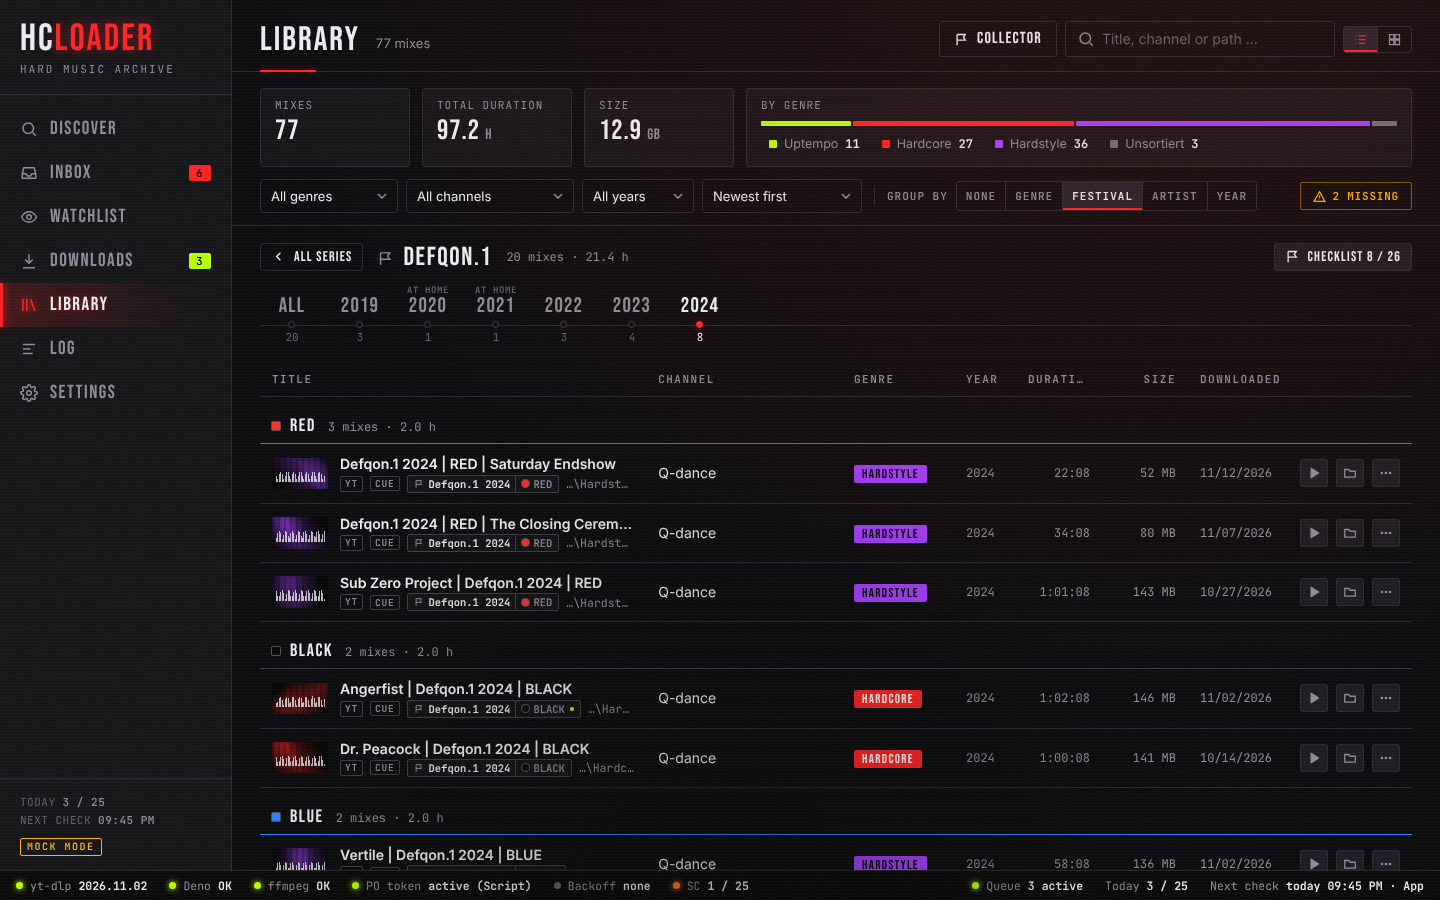 HCLOADER
HARD MUSIC ARCHIVE
DISCOVER
INBOX 6
WATCHLIST
DOWNLOADS 3
LIBRARY
LOG
SETTINGS
TODAY 3 / 25
NEXT CHECK 09:45 PM
MOCK MODE
LIBRARY 77 mixes
COLLECTOR
Title, channel or path ...
MIXES
77
TOTAL DURATION
97.2 H
SIZE
12.9 GB
BY GENRE
Uptempo 11 Hardcore 27 Hardstyle 36 Unsortiert 3
All genres All channels All years Newest first GROUP BY NONE GENRE FESTIVAL ARTIST YEAR 2 MISSING
ALL SERIES DEFQON.1 20 mixes · 21.4 h CHECKLIST 8 / 26
AT HOME AT HOME
ALL 2019 2020 2021 2022 2023 2024
20 3 1 1 3 4 8
TITLE CHANNEL GENRE YEAR DURATI… SIZE DOWNLOADED
RED 3 mixes · 2.0 h
Defqon.1 2024 | RED | Saturday Endshow Q-dance HARDSTYLE 2024 22:08 52 MB 11/12/2026
YT CUE Defqon.1 2024 RED …\Hardst…
Defqon.1 2024 | RED | The Closing Cerem… Q-dance HARDSTYLE 2024 34:08 80 MB 11/07/2026
YT CUE Defqon.1 2024 RED …\Hardst…
Sub Zero Project | Defqon.1 2024 | RED Q-dance HARDSTYLE 2024 1:01:08 143 MB 10/27/2026
YT CUE Defqon.1 2024 RED …\Hardst…
BLACK 2 mixes · 2.0 h
Angerfist | Defqon.1 2024 | BLACK Q-dance HARDCORE 2024 1:02:08 146 MB 11/02/2026
YT CUE Defqon.1 2024 BLACK …\Har…
Dr. Peacock | Defqon.1 2024 | BLACK Q-dance HARDCORE 2024 1:00:08 141 MB 10/14/2026
YT CUE Defqon.1 2024 BLACK …\Hardc…
BLUE 2 mixes · 2.0 h
Vertile | Defqon.1 2024 | BLUE Q-dance HARDSTYLE 2024 58:08 136 MB 11/02/2026
yt-dlp 2026.11.02 Deno OK ffmpeg OK PO token active (Script) Backoff none SC 1 / 25 Queue 3 active Today 3 / 25 Next check today 09:45 PM · App